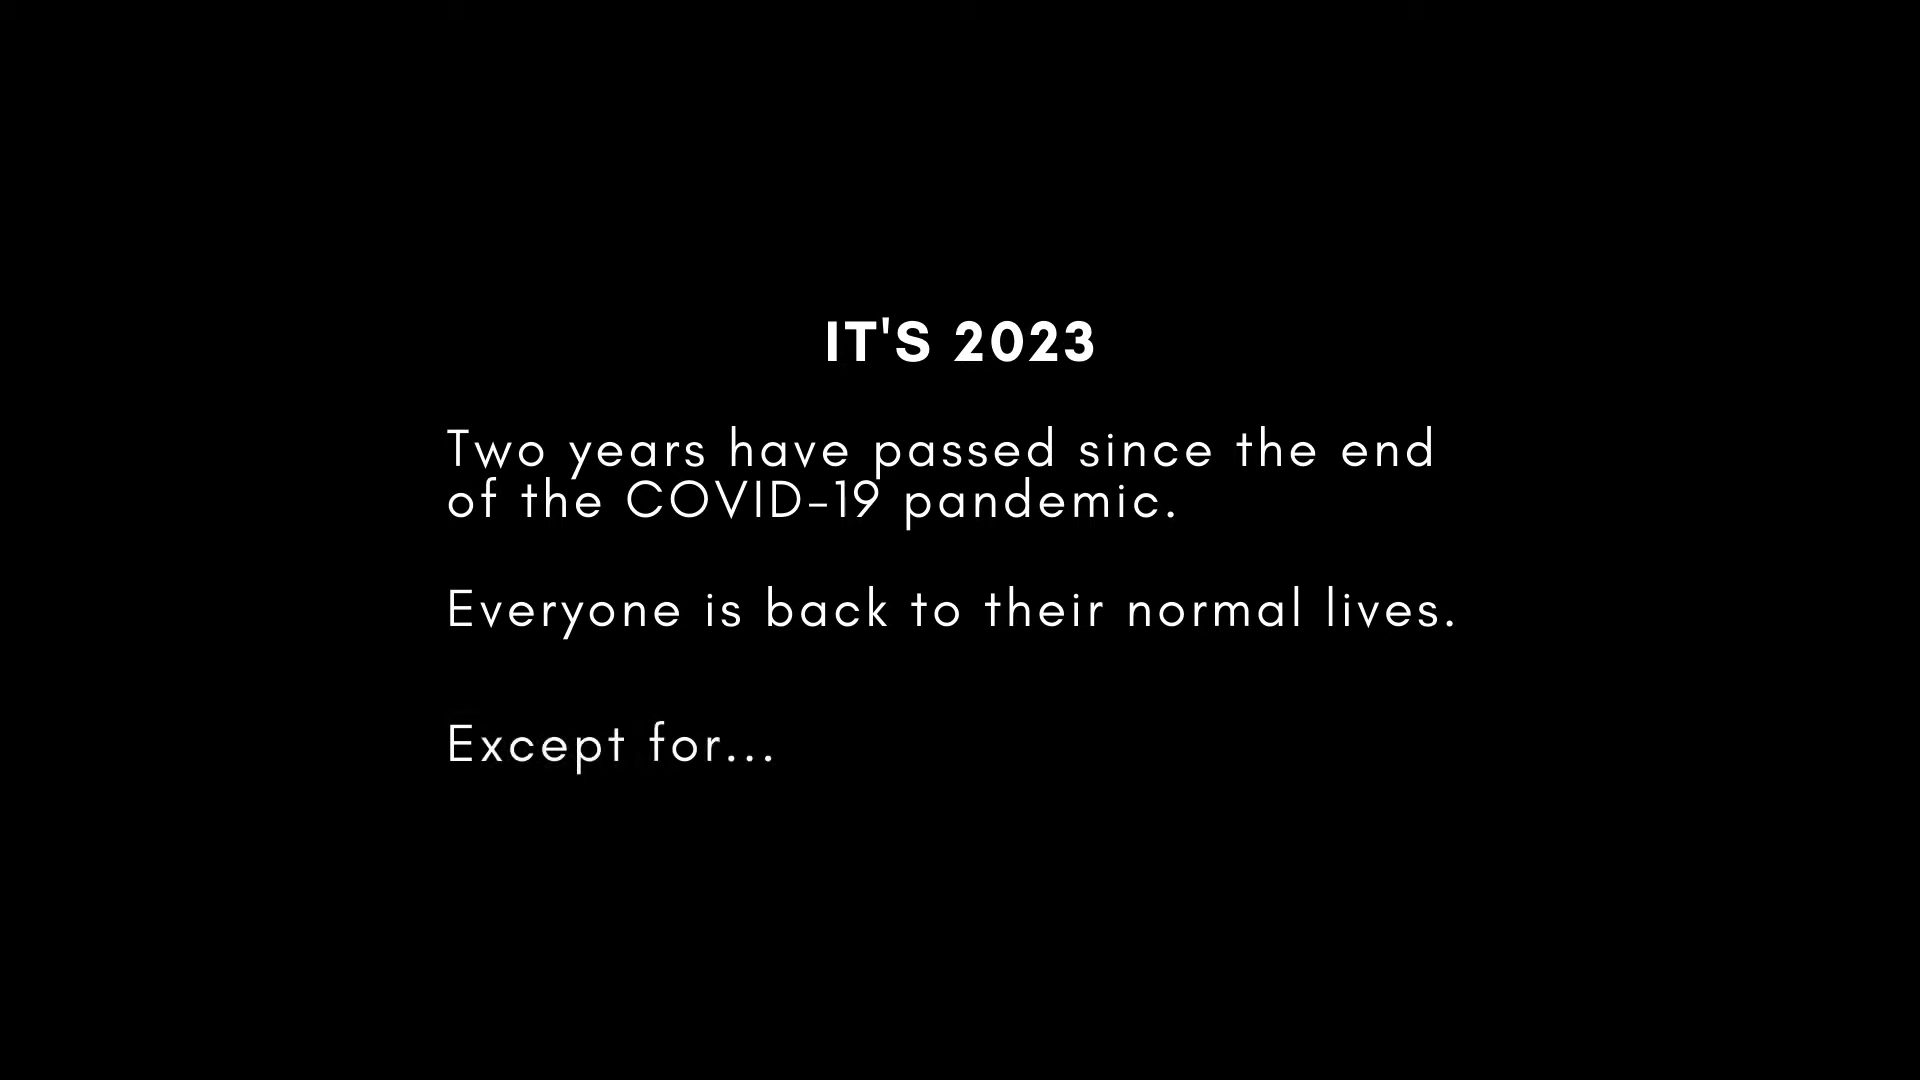 IT'S 2023
Two years have passed since the end
of the COVID-19 pandemic.
Everyone is back to their normal lives.
Except for...